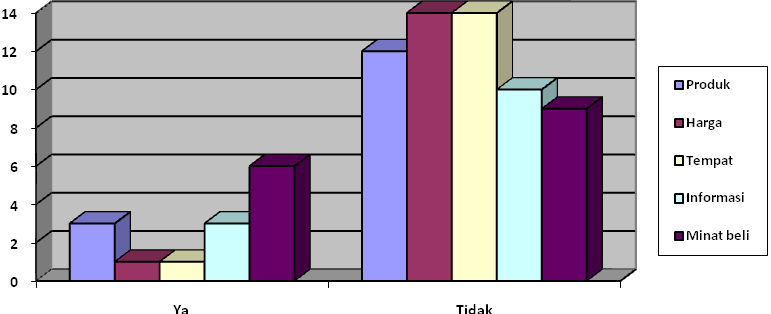 14
12
10
8
6
4
2
0
Ya
Tidak
Produk
Harga
Tempat
Informasi
Minat beli